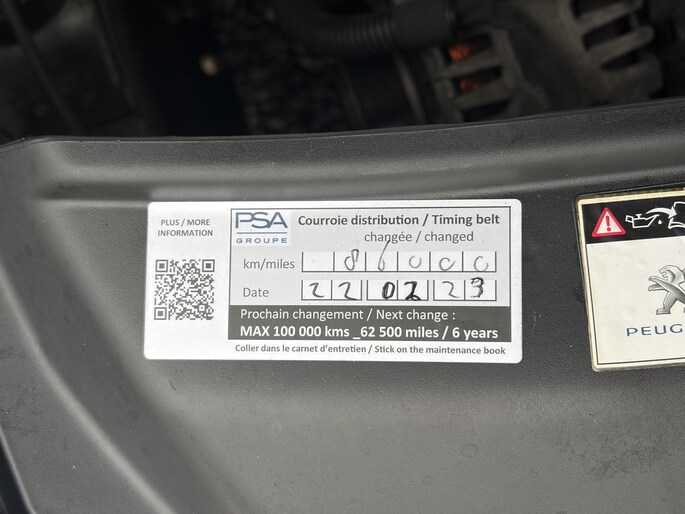 PLUS / MORE
INFORMATION
PSA
GROUPE
Courroie distribution / Timing belt
changée / changed
km/miles 86000
Date 22 02 23
Prochain changement / Next change :
MAX 100 000 kms _62 500 miles / 6 years
Coller dans le carnet d'entretien / Stick on the maintenance book
PEUG